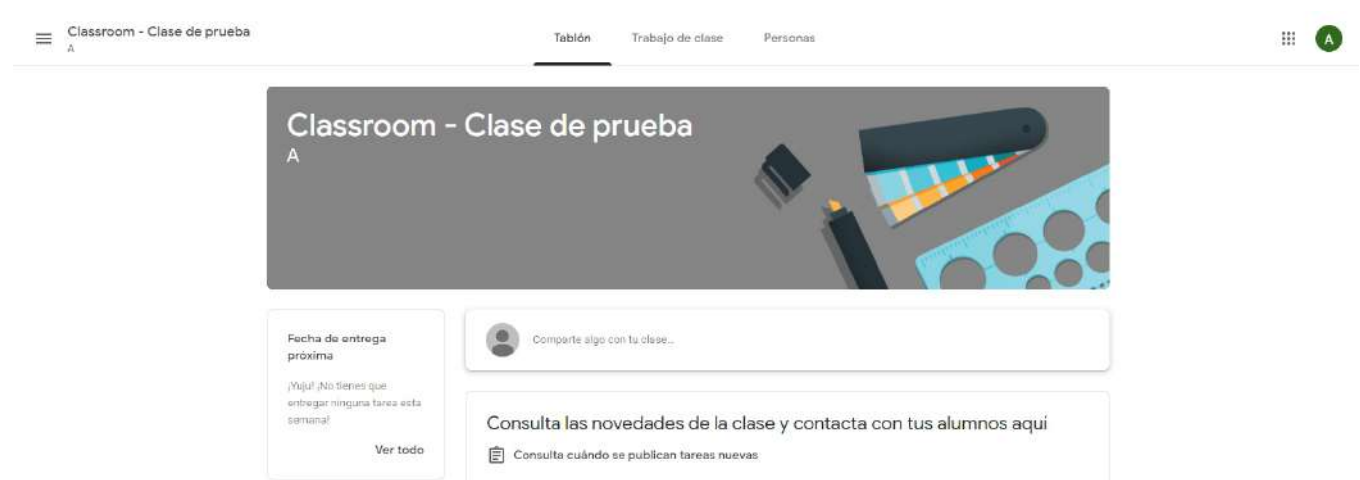 Classroom - Clase de prueba
A
Tablón
Trabajo de clase
Personas
A
Classroom - Clase de prueba
A
Fecha de entrega
próxima
¡Yuju! ¡No tienes que
entregar ninguna tarea esta
semana!
Ver todo
Comparte algo con tu clase...
Consulta las novedades de la clase y contacta con tus alumnos aquí
Consulta cuándo se publican tareas nuevas